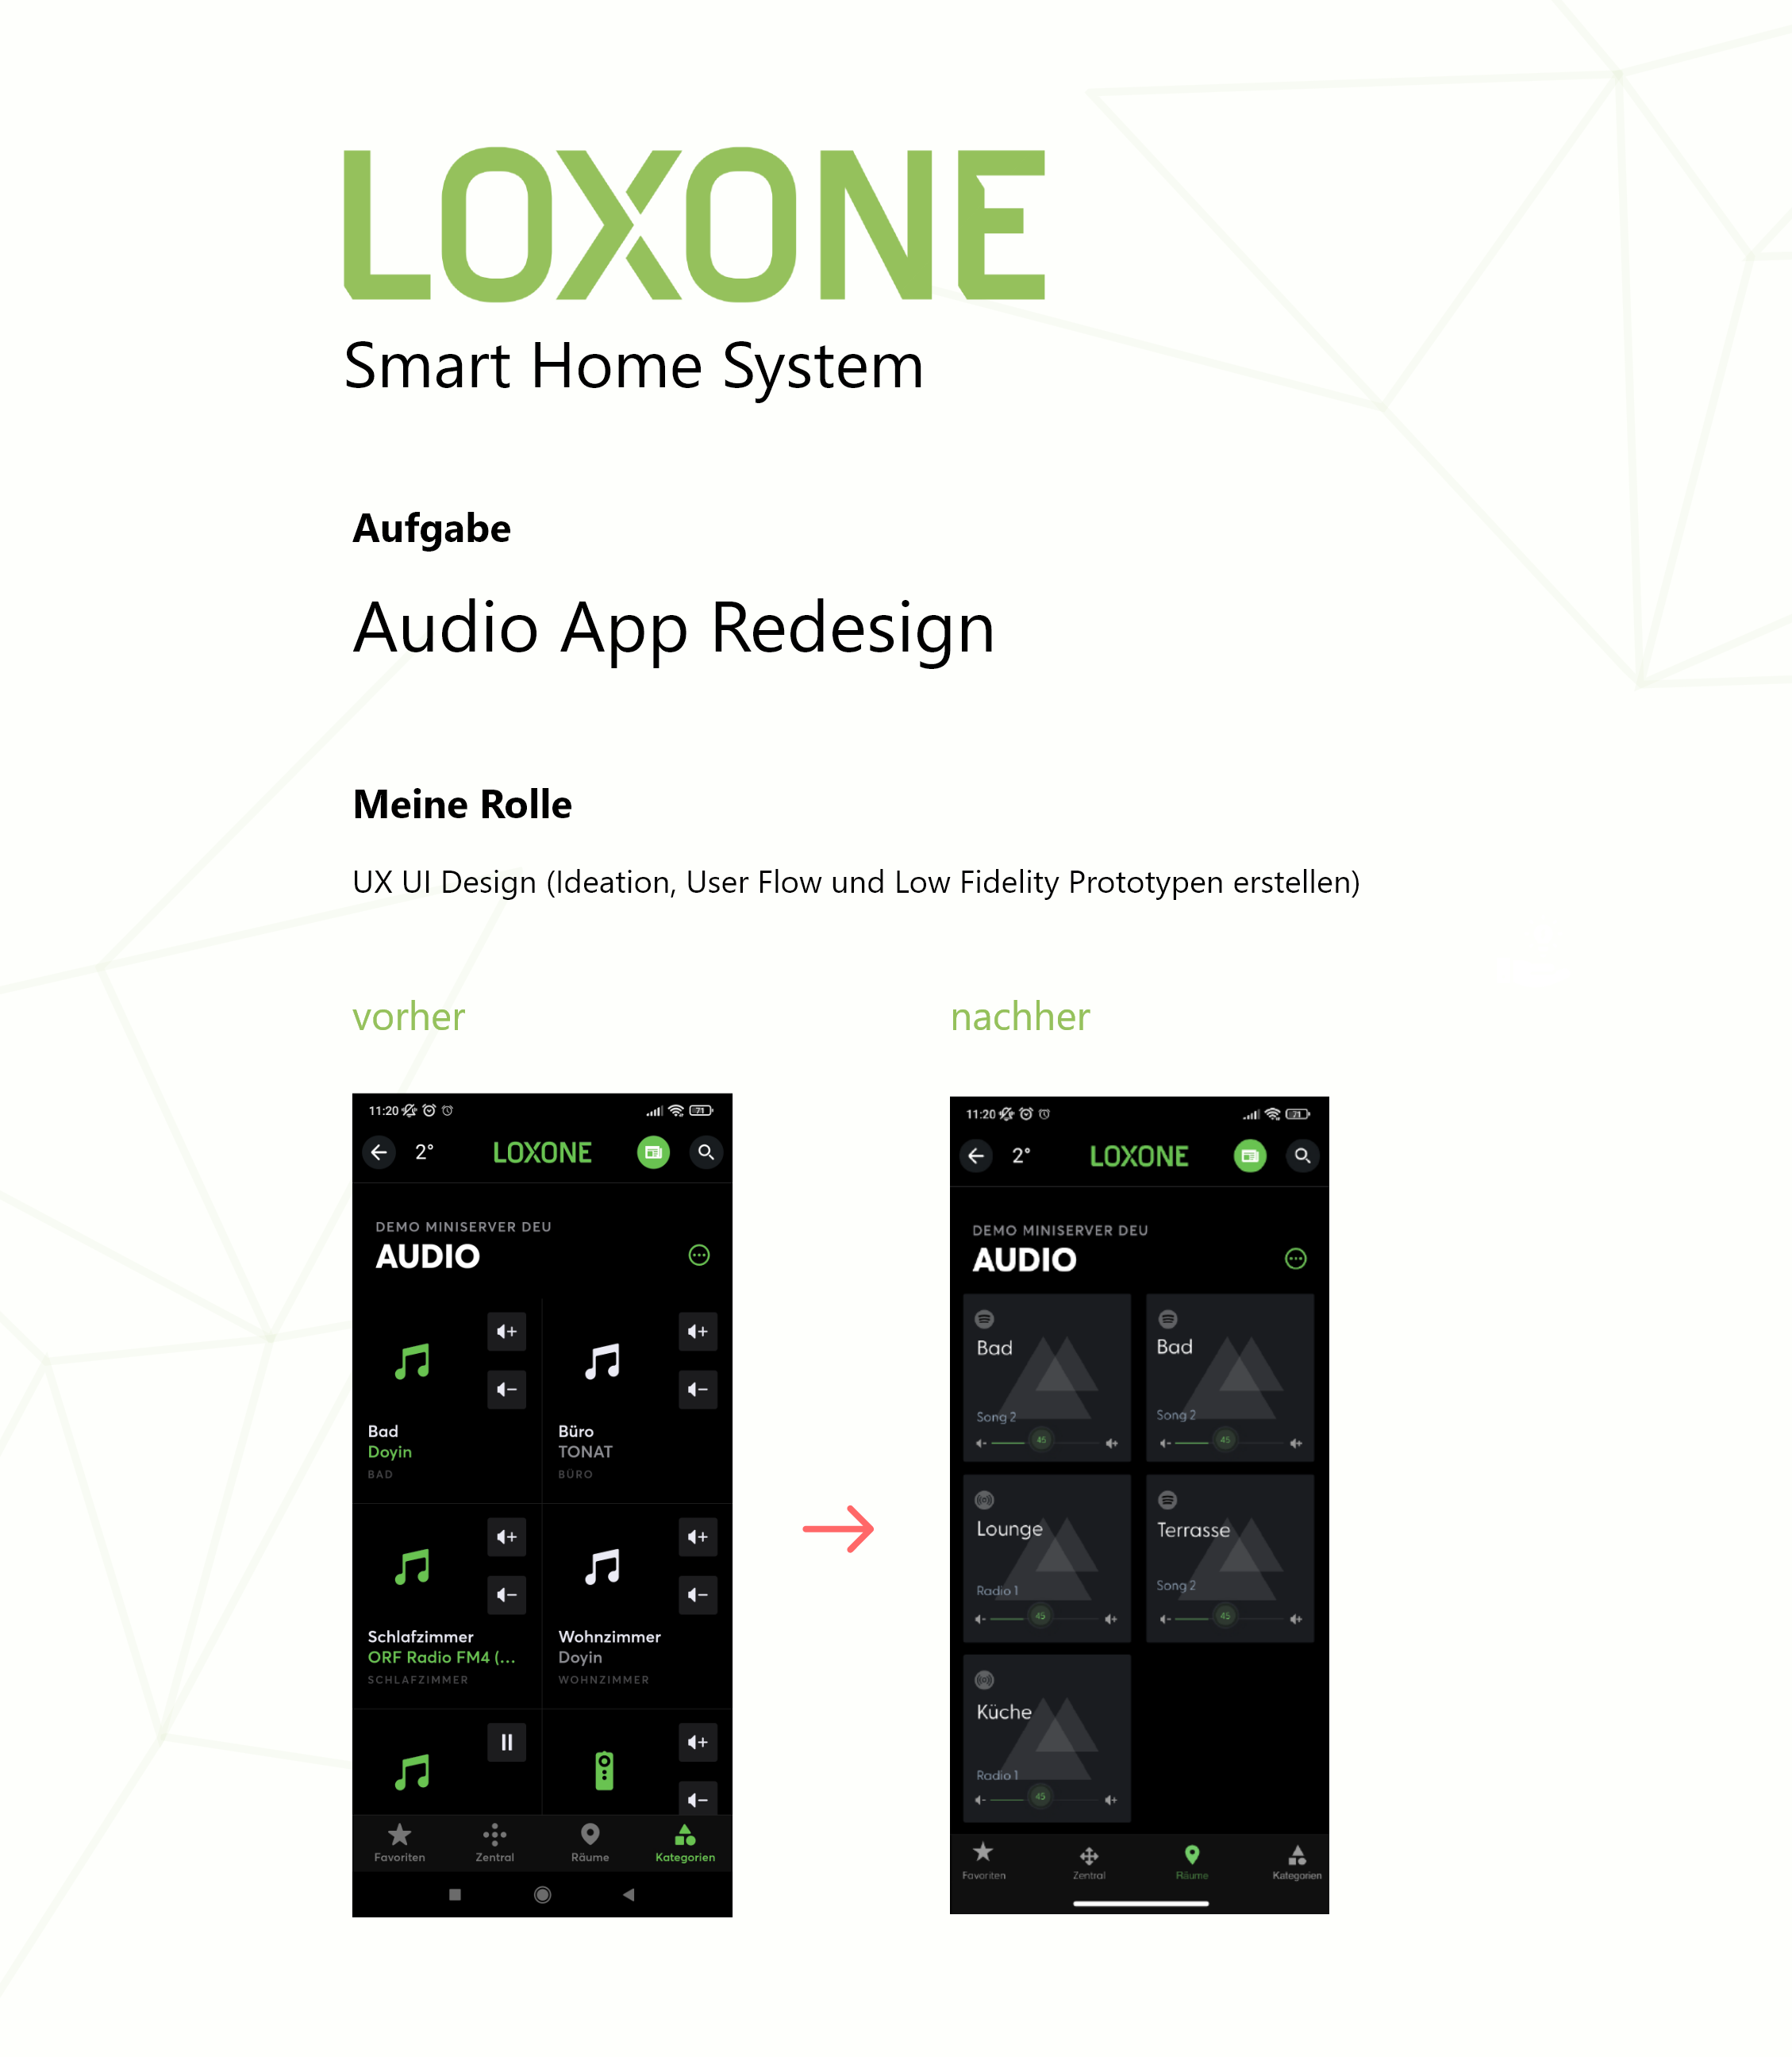 LOXONE
Smart Home System
Aufgabe
Audio App Redesign
Meine Rolle
UX UI Design (Ideation, User Flow und Low Fidelity Prototypen erstellen)
vorher
11:20
71
2°
LOXONE
DEMO MINISERVER DEU
AUDIO
Bad
Doyin
BAD
Büro
TONAT
BÜRO
Schlafzimmer
ORF Radio FM4 (...
SCHLAFZIMMER
Wohnzimmer
Doyin
WOHNZIMMER
Favoriten
Zentral
Räume
Kategorien
nachher
11:20
71
2°
LOXONE
DEMO MINISERVER DEU
AUDIO
Bad
Song 2
45
Bad
Song 2
45
Lounge
Radio 1
45
Terrasse
Song 2
45
Küche
Radio 1
45
Favoriten
Zentral
Räume
Kategorien